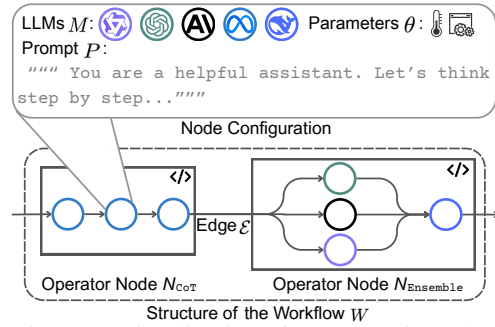 LLMs M: AI Parameters θ:
Prompt P:
""" You are a helpful assistant. Let's think
step by step..."""
Node Configuration
</> </>
Edge ℰ
Operator Node N_CoT Operator Node N_Ensemble
Structure of the Workflow W